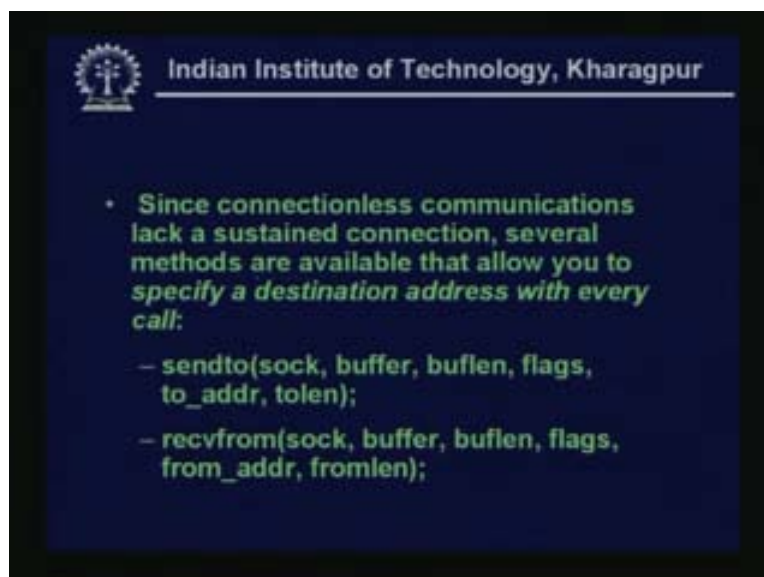 Indian Institute of Technology, Kharagpur
• Since connectionless communications
lack a sustained connection, several
methods are available that allow you to
specify a destination address with every
call:
– sendto(sock, buffer, buflen, flags,
to_addr, tolen);
– recvfrom(sock, buffer, buflen, flags,
from_addr, fromlen);